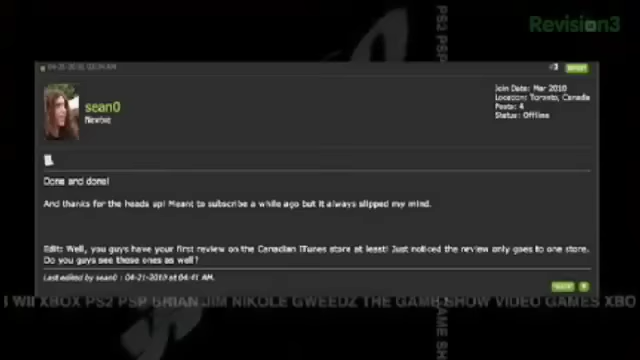 PS2 PSP
Revision3
04-21-2010
#3
sean0
Newbie
Join Date: Mar 2010
Location: Toronto, Canada
Posts: 4
Status: Offline
Done and done!
And thanks for the heads up! Meant to subscribe a while ago but it always slipped my mind.
Edit: Well, you guys have your first review on the Canadian iTunes store at least! Just noticed the review only goes to one store.
Do you guys see those ones as well?
Last edited by sean0 : 04-21-2010 at 04:41 AM.
I WII XBOX PS2 PSP BRIAN JIM NIKOLE GWEEDZ THE GAME SHOW VIDEO GAMES XBO
GAME SH